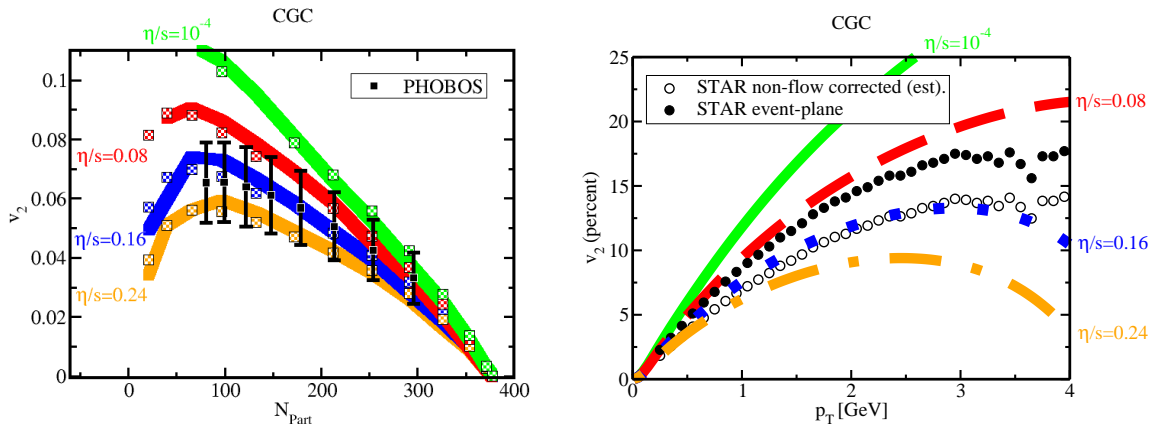 CGC
η/s=10⁻⁴
0.1
0.08
0.06
0.04
0.02
0
v₂
η/s=0.08
η/s=0.16
η/s=0.24
PHOBOS
0
100
200
300
400
N_Part
CGC
η/s=10⁻⁴
25
20
15
10
5
0
v₂ (percent)
STAR non-flow corrected (est).
STAR event-plane
η/s=0.08
η/s=0.16
η/s=0.24
0
1
2
3
4
p_T [GeV]